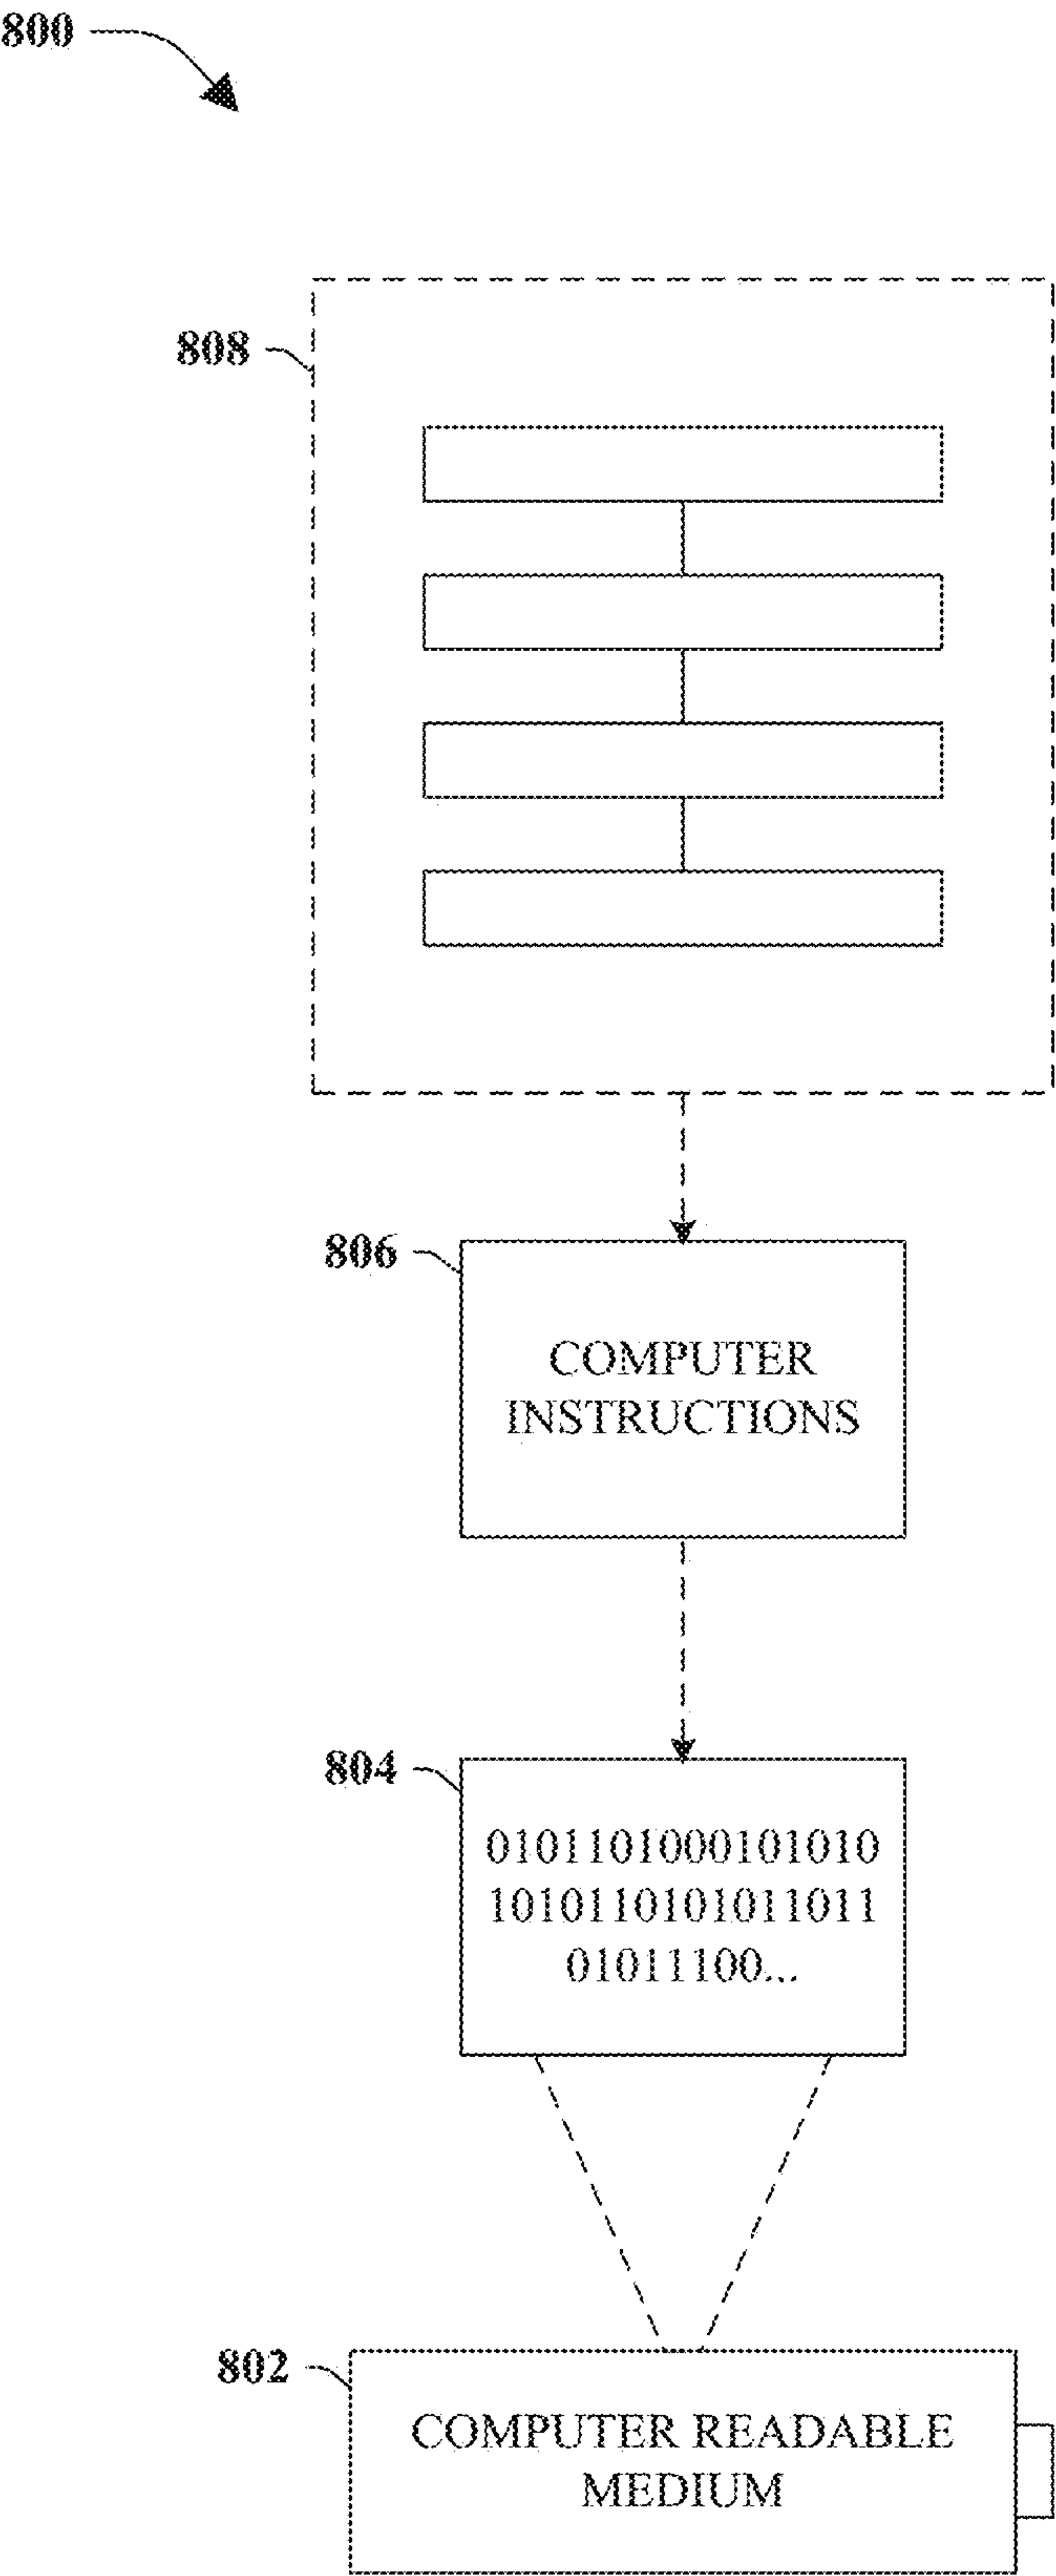 800
808
806
COMPUTER
INSTRUCTIONS
804
0101101000101010
1010110101011011
01011100...
802
COMPUTER READABLE
MEDIUM